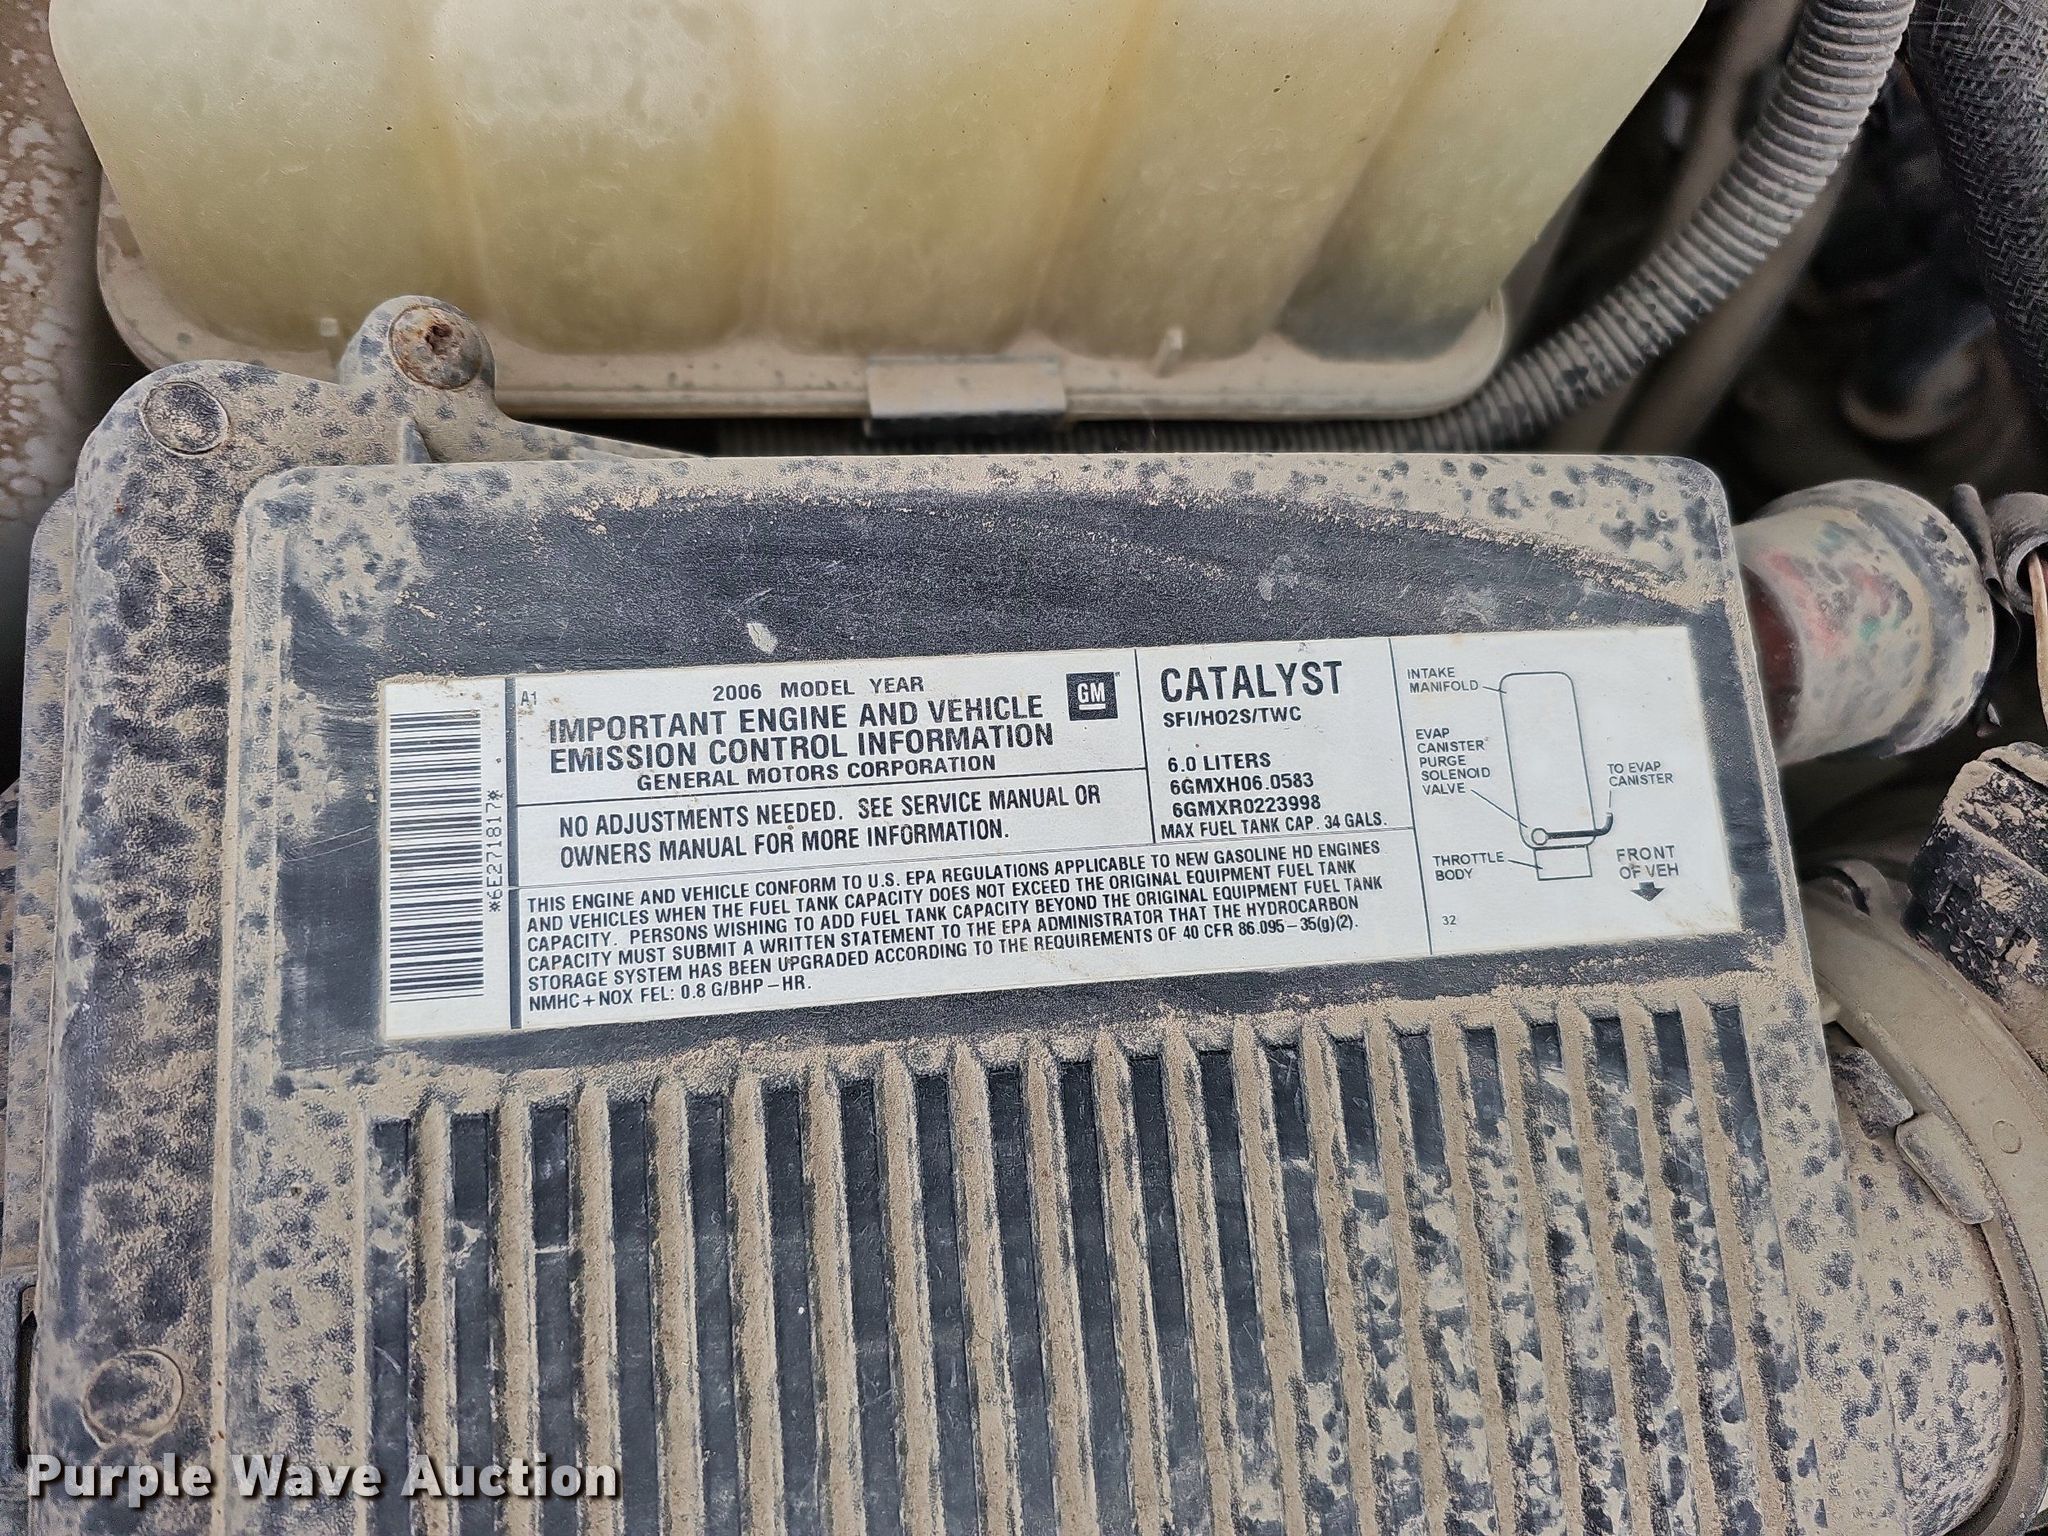 *6E271817*
A1
2006 MODEL YEAR
IMPORTANT ENGINE AND VEHICLE
EMISSION CONTROL INFORMATION
GENERAL MOTORS CORPORATION
GM
NO ADJUSTMENTS NEEDED. SEE SERVICE MANUAL OR
OWNERS MANUAL FOR MORE INFORMATION.
CATALYST
SFI/HO2S/TWC
6.0 LITERS
6GMXH06.0583
6GMXR0223998
MAX FUEL TANK CAP. 34 GALS.
THIS ENGINE AND VEHICLE CONFORM TO U.S. EPA REGULATIONS APPLICABLE TO NEW GASOLINE HD ENGINES
AND VEHICLES WHEN THE FUEL TANK CAPACITY DOES NOT EXCEED THE ORIGINAL EQUIPMENT FUEL TANK
CAPACITY. PERSONS WISHING TO ADD FUEL TANK CAPACITY BEYOND THE ORIGINAL EQUIPMENT FUEL TANK
CAPACITY MUST SUBMIT A WRITTEN STATEMENT TO THE EPA ADMINISTRATOR THAT THE HYDROCARBON
STORAGE SYSTEM HAS BEEN UPGRADED ACCORDING TO THE REQUIREMENTS OF 40 CFR 86.095-35(g)(2).
NMHC+NOX FEL: 0.8 G/BHP-HR.
INTAKE
MANIFOLD
EVAP
CANISTER
PURGE
SOLENOID
VALVE
TO EVAP
CANISTER
THROTTLE
BODY
FRONT
OF VEH
32
Purple Wave Auction